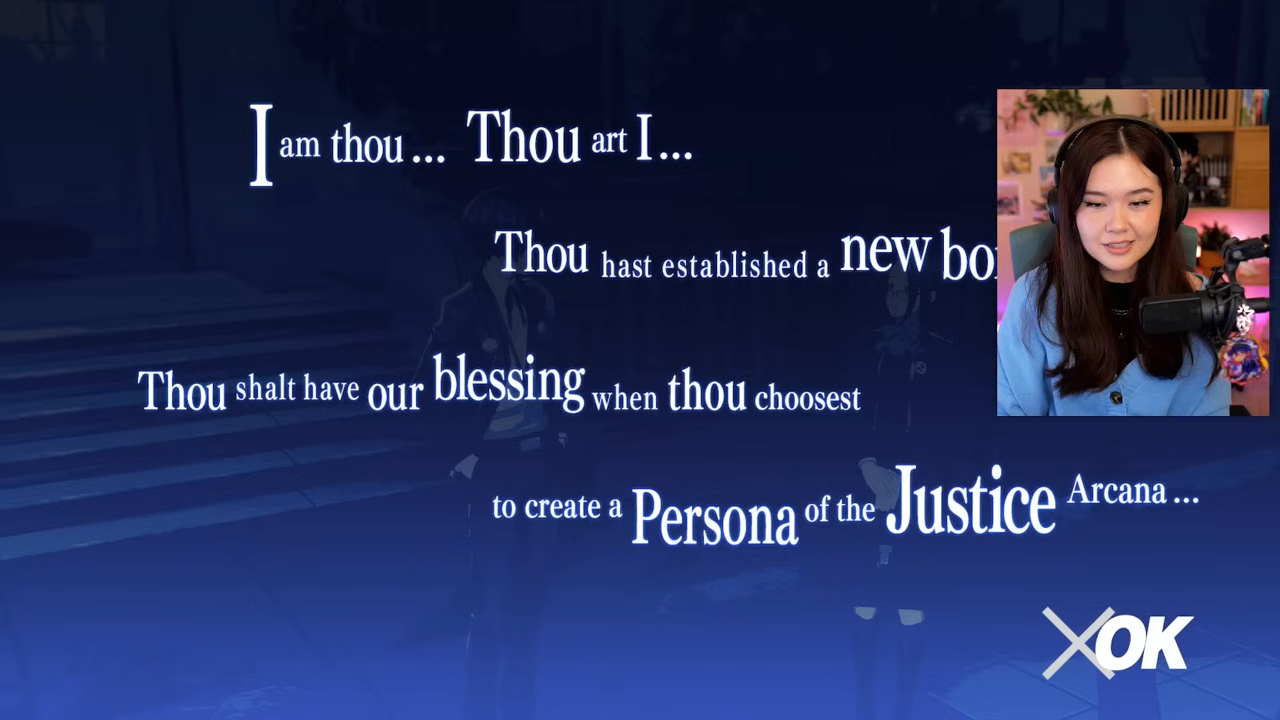 I am thou... Thou art I...
Thou hast established a new
Thou shalt have our blessing when thou choosest
to create a Persona of the Justice Arcana...
OK